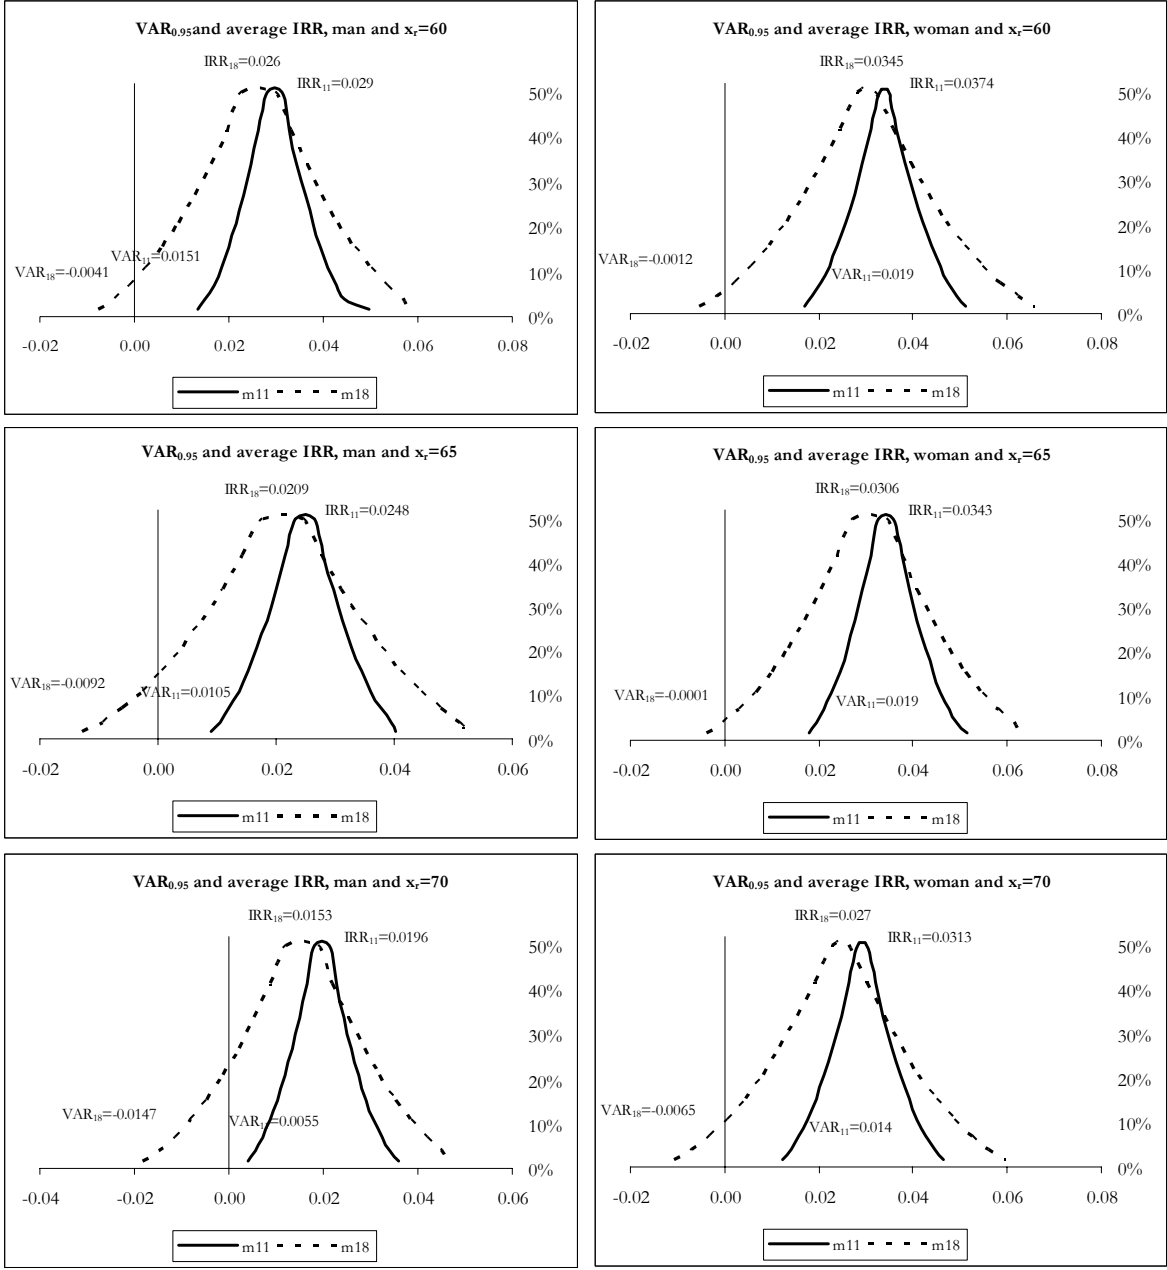 VAR0.95and average IRR, man and xr=60
IRR18=0.026
IRR11=0.029
50%
40%
30%
20%
10%
0%
VAR11=0.0151
VAR18=-0.0041
-0.02 0.00 0.02 0.04 0.06 0.08
m11 m18
VAR0.95 and average IRR, woman and xr=60
IRR18=0.0345
IRR11=0.0374
50%
40%
30%
20%
10%
0%
VAR18=-0.0012
VAR11=0.019
-0.02 0.00 0.02 0.04 0.06 0.08
m11 m18
VAR0.95 and average IRR, man and xr=65
IRR18=0.0209
IRR11=0.0248
50%
40%
30%
20%
10%
0%
VAR18=-0.0092
VAR11=0.0105
-0.02 0.00 0.02 0.04 0.06
m11 m18
VAR0.95 and average IRR, woman and xr=65
IRR18=0.0306
IRR11=0.0343
50%
40%
30%
20%
10%
0%
VAR18=-0.0001
VAR11=0.019
-0.02 0.00 0.02 0.04 0.06 0.08
m11 m18
VAR0.95 and average IRR, man and xr=70
IRR18=0.0153
IRR11=0.0196
50%
40%
30%
20%
10%
0%
VAR18=-0.0147
VAR11=0.0055
-0.04 -0.02 0.00 0.02 0.04 0.06
m11 m18
VAR0.95 and average IRR, woman and xr=70
IRR18=0.027
IRR11=0.0313
50%
40%
30%
20%
10%
0%
VAR18=-0.0065
VAR11=0.014
-0.02 0.00 0.02 0.04 0.06 0.08
m11 m18